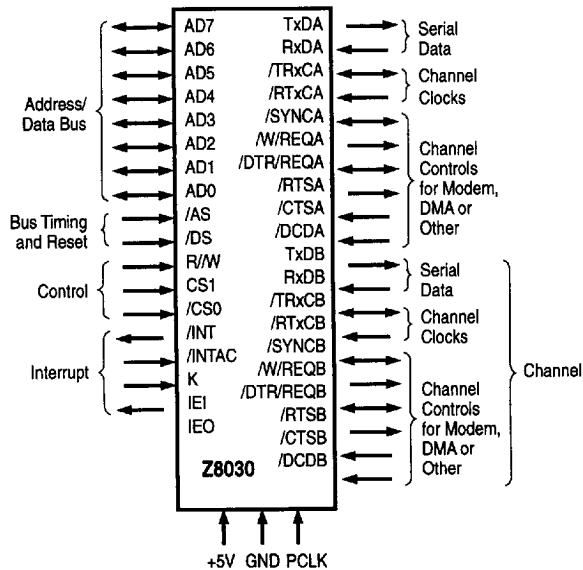 Address/
Data Bus
Bus Timing
and Reset
Control
Interrupt
AD7
AD6
AD5
AD4
AD3
AD2
AD1
AD0
/AS
/DS
R//W
CS1
/CS0
/INT
/INTAC
K
IEI
IEO
Z8030
TxDA
RxDA
/TRxCA
/RTxCA
/SYNCA
/W/REQA
/DTR/REQA
/RTSA
/CTSA
/DCDA
TxDB
RxDB
/TRxCB
/RTxCB
/SYNCB
/W/REQB
/DTR/REQB
/RTSB
/CTSB
/DCDB
Serial
Data
Channel
Clocks
Channel
Controls
for Modem,
DMA or
Other
Serial
Data
Channel
Clocks
Channel
Controls
for Modem,
DMA or
Other
Channel
+5V GND PCLK